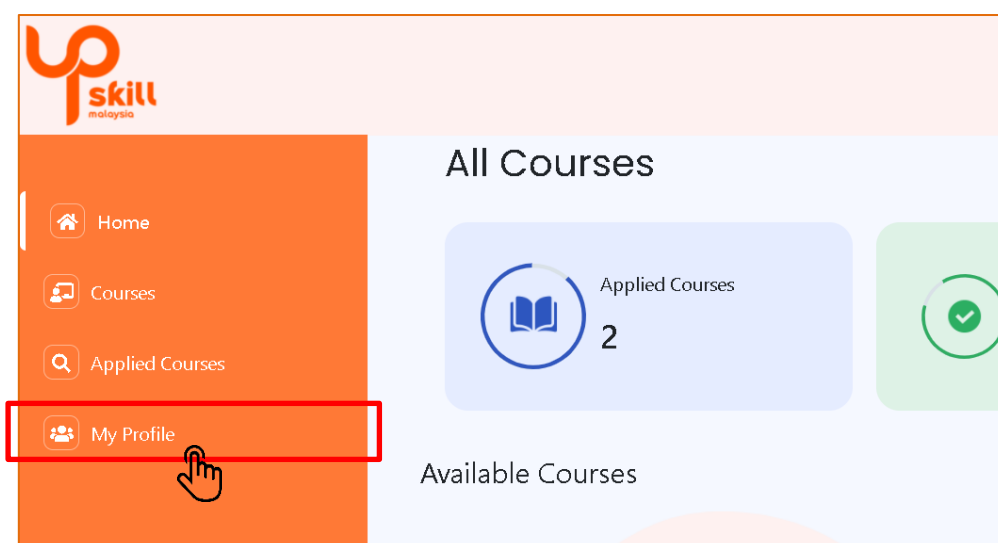 UP
skill
malaysia
All Courses
Home
Courses
Applied Courses
My Profile
Applied Courses
2
Available Courses